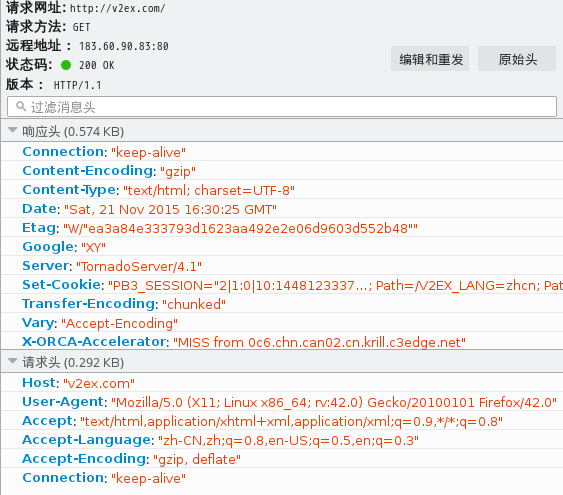 请求网址: http://v2ex.com/
请求方法: GET
远程地址: 183.60.90.83:80
状态码: 200 OK
编辑和重发 原始头
版本: HTTP/1.1
过滤消息头
响应头 (0.574 KB)
Connection: "keep-alive"
Content-Encoding: "gzip"
Content-Type: "text/html; charset=UTF-8"
Date: "Sat, 21 Nov 2015 16:30:25 GMT"
Etag: "W/"ea3a84e333793d1623aa492e2e06d9603d552b48""
Google: "XY"
Server: "TornadoServer/4.1"
Set-Cookie: "PB3_SESSION="2|1:0|10:1448123337...; Path=/V2EX_LANG=zhcn; Pat
Transfer-Encoding: "chunked"
Vary: "Accept-Encoding"
X-ORCA-Accelerator: "MISS from 0c6.chn.can02.cn.krill.c3edge.net"
请求头 (0.292 KB)
Host: "v2ex.com"
User-Agent: "Mozilla/5.0 (X11; Linux x86_64; rv:42.0) Gecko/20100101 Firefox/42.0"
Accept: "text/html,application/xhtml+xml,application/xml;q=0.9,*/*;q=0.8"
Accept-Language: "zh-CN,zh;q=0.8,en-US;q=0.5,en;q=0.3"
Accept-Encoding: "gzip, deflate"
Connection: "keep-alive"